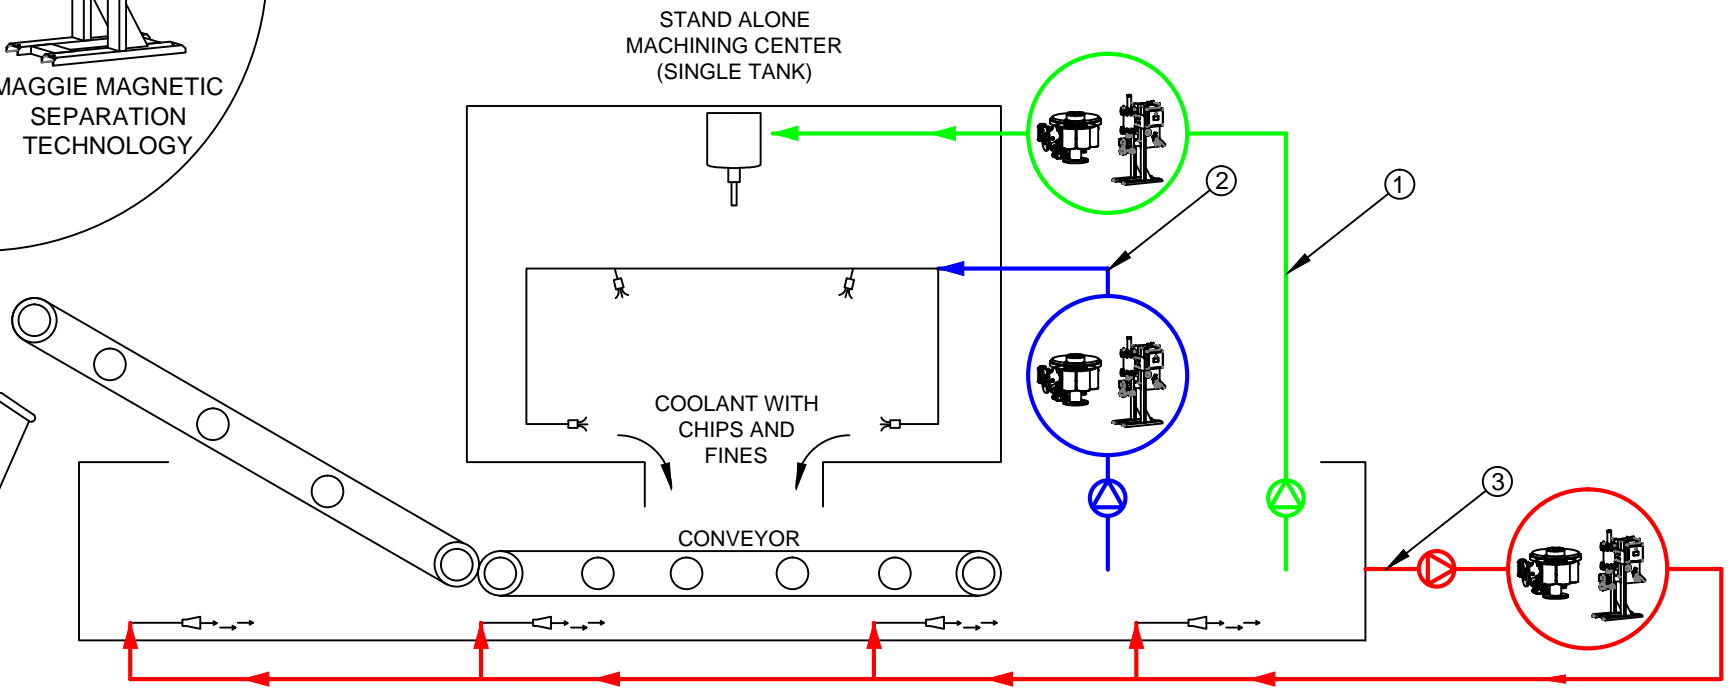 STAND ALONE
MACHINING CENTER
(SINGLE TANK)
MAGGIE MAGNETIC
SEPARATION
TECHNOLOGY
2
1
COOLANT WITH
CHIPS AND
FINES
3
CONVEYOR